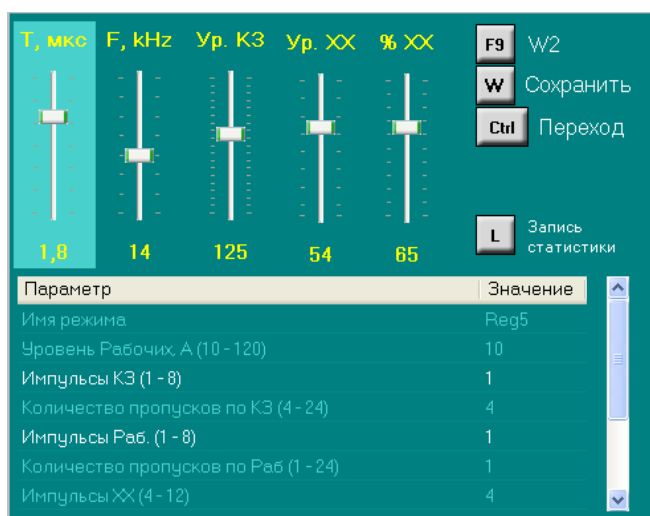 T, мкс F, kHz Ур. КЗ Ур. ХХ % ХХ
1,8 14 125 54 65
F9 W2
W Сохранить
Ctrl Переход
L Запись
статистики
Параметр Значение
Имя режима Reg5
Уровень Рабочих, А (10 - 120) 10
Импульсы КЗ (1 - 8) 1
Количество пропусков по КЗ (4 - 24) 4
Импульсы Раб. (1 - 8) 1
Количество пропусков по Раб (1 - 24) 1
Импульсы ХХ (4 - 12) 4